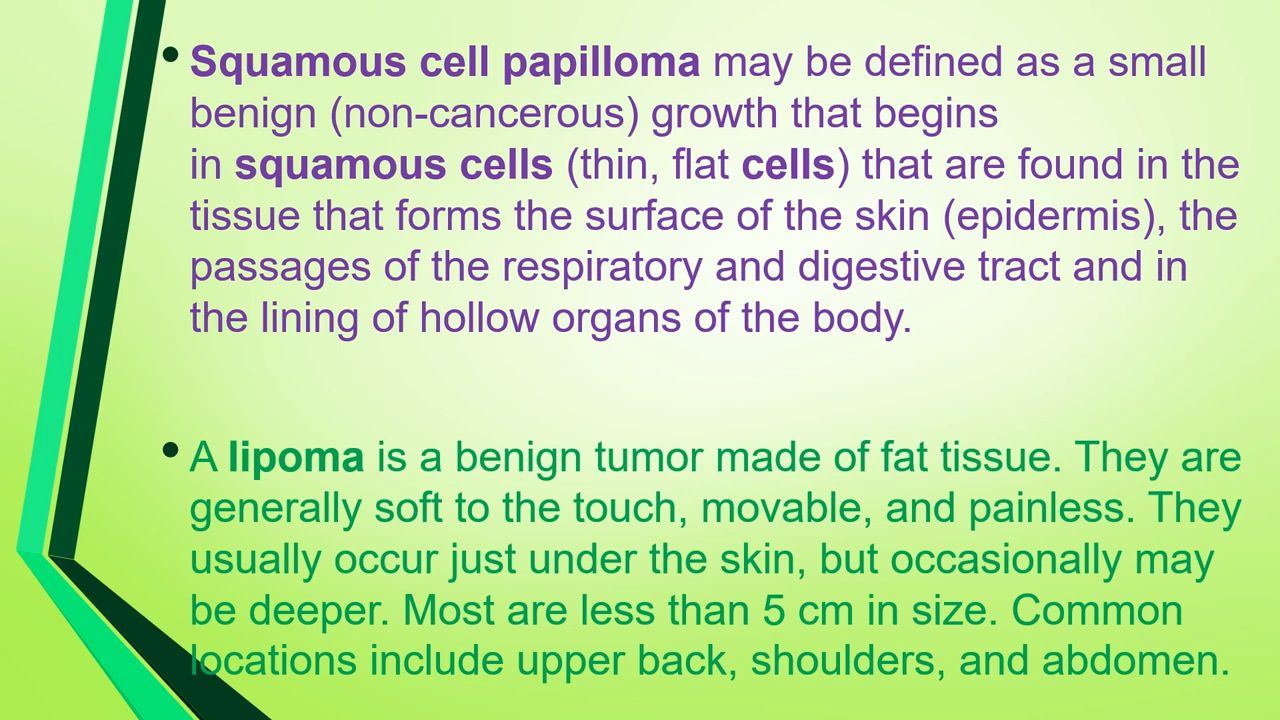 • Squamous cell papilloma may be defined as a small
benign (non-cancerous) growth that begins
in squamous cells (thin, flat cells) that are found in the
tissue that forms the surface of the skin (epidermis), the
passages of the respiratory and digestive tract and in
the lining of hollow organs of the body.
• A lipoma is a benign tumor made of fat tissue. They are
generally soft to the touch, movable, and painless. They
usually occur just under the skin, but occasionally may
be deeper. Most are less than 5 cm in size. Common
locations include upper back, shoulders, and abdomen.